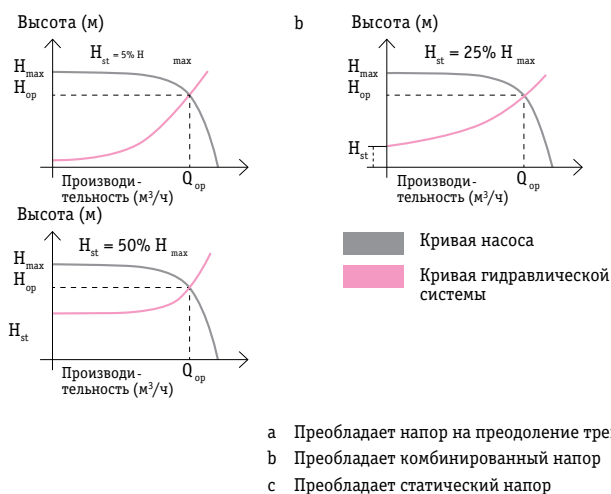 Высота (м)
H st = 5% H max
H max
H op
Производи-
тельность (м³/ч)
Q op
b
Высота (м)
H st = 25% H max
H max
H op
H st
Производи-
тельность (м³/ч)
Q op
Высота (м)
H st = 50% H max
H max
H op
H st
Производи-
тельность (м³/ч)
Q op
Кривая насоса
Кривая гидравлической
системы
a Преобладает напор на преодоление тре
b Преобладает комбинированный напор
c Преобладает статический напор